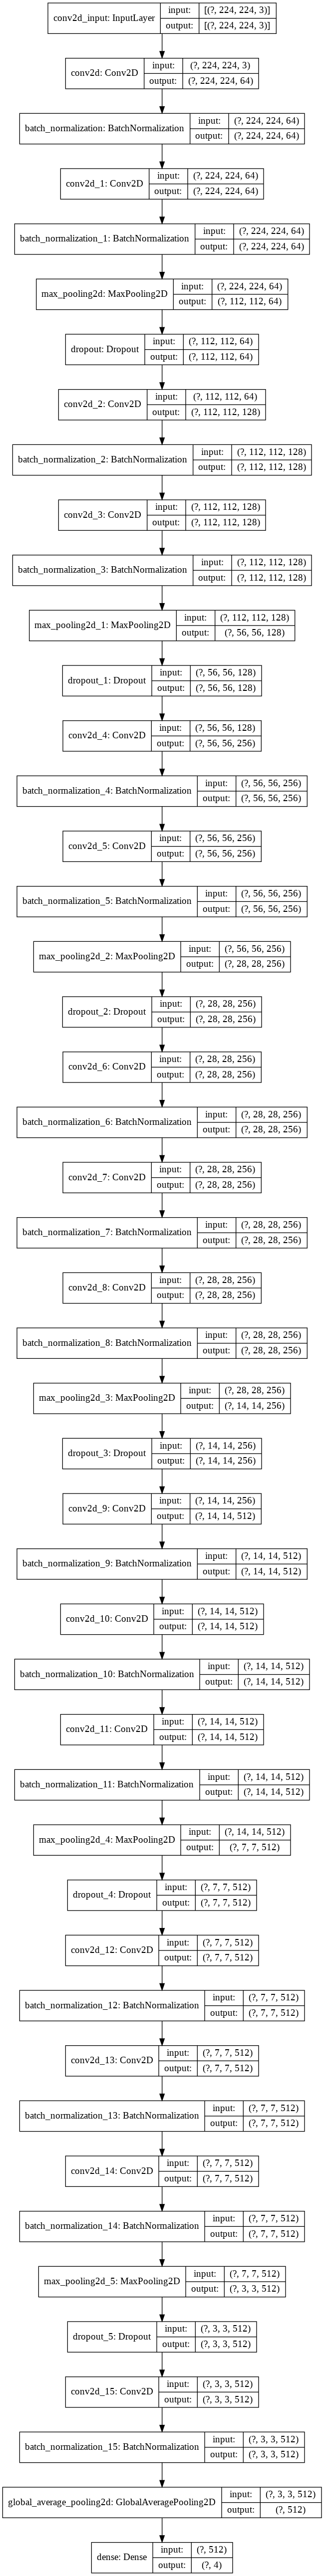 conv2d_input: InputLayer input: [(?, 224, 224, 3)]
output: [(?, 224, 224, 3)]
conv2d: Conv2D input: (?, 224, 224, 3)
output: (?, 224, 224, 64)
batch_normalization: BatchNormalization input: (?, 224, 224, 64)
output: (?, 224, 224, 64)
conv2d_1: Conv2D input: (?, 224, 224, 64)
output: (?, 224, 224, 64)
batch_normalization_1: BatchNormalization input: (?, 224, 224, 64)
output: (?, 224, 224, 64)
max_pooling2d: MaxPooling2D input: (?, 224, 224, 64)
output: (?, 112, 112, 64)
dropout: Dropout input: (?, 112, 112, 64)
output: (?, 112, 112, 64)
conv2d_2: Conv2D input: (?, 112, 112, 64)
output: (?, 112, 112, 128)
batch_normalization_2: BatchNormalization input: (?, 112, 112, 128)
output: (?, 112, 112, 128)
conv2d_3: Conv2D input: (?, 112, 112, 128)
output: (?, 112, 112, 128)
batch_normalization_3: BatchNormalization input: (?, 112, 112, 128)
output: (?, 112, 112, 128)
max_pooling2d_1: MaxPooling2D input: (?, 112, 112, 128)
output: (?, 56, 56, 128)
dropout_1: Dropout input: (?, 56, 56, 128)
output: (?, 56, 56, 128)
conv2d_4: Conv2D input: (?, 56, 56, 128)
output: (?, 56, 56, 256)
batch_normalization_4: BatchNormalization input: (?, 56, 56, 256)
output: (?, 56, 56, 256)
conv2d_5: Conv2D input: (?, 56, 56, 256)
output: (?, 56, 56, 256)
batch_normalization_5: BatchNormalization input: (?, 56, 56, 256)
output: (?, 56, 56, 256)
max_pooling2d_2: MaxPooling2D input: (?, 56, 56, 256)
output: (?, 28, 28, 256)
dropout_2: Dropout input: (?, 28, 28, 256)
output: (?, 28, 28, 256)
conv2d_6: Conv2D input: (?, 28, 28, 256)
output: (?, 28, 28, 256)
batch_normalization_6: BatchNormalization input: (?, 28, 28, 256)
output: (?, 28, 28, 256)
conv2d_7: Conv2D input: (?, 28, 28, 256)
output: (?, 28, 28, 256)
batch_normalization_7: BatchNormalization input: (?, 28, 28, 256)
output: (?, 28, 28, 256)
conv2d_8: Conv2D input: (?, 28, 28, 256)
output: (?, 28, 28, 256)
batch_normalization_8: BatchNormalization input: (?, 28, 28, 256)
output: (?, 28, 28, 256)
max_pooling2d_3: MaxPooling2D input: (?, 28, 28, 256)
output: (?, 14, 14, 256)
dropout_3: Dropout input: (?, 14, 14, 256)
output: (?, 14, 14, 256)
conv2d_9: Conv2D input: (?, 14, 14, 256)
output: (?, 14, 14, 512)
batch_normalization_9: BatchNormalization input: (?, 14, 14, 512)
output: (?, 14, 14, 512)
conv2d_10: Conv2D input: (?, 14, 14, 512)
output: (?, 14, 14, 512)
batch_normalization_10: BatchNormalization input: (?, 14, 14, 512)
output: (?, 14, 14, 512)
conv2d_11: Conv2D input: (?, 14, 14, 512)
output: (?, 14, 14, 512)
batch_normalization_11: BatchNormalization input: (?, 14, 14, 512)
output: (?, 14, 14, 512)
max_pooling2d_4: MaxPooling2D input: (?, 14, 14, 512)
output: (?, 7, 7, 512)
dropout_4: Dropout input: (?, 7, 7, 512)
output: (?, 7, 7, 512)
conv2d_12: Conv2D input: (?, 7, 7, 512)
output: (?, 7, 7, 512)
batch_normalization_12: BatchNormalization input: (?, 7, 7, 512)
output: (?, 7, 7, 512)
conv2d_13: Conv2D input: (?, 7, 7, 512)
output: (?, 7, 7, 512)
batch_normalization_13: BatchNormalization input: (?, 7, 7, 512)
output: (?, 7, 7, 512)
conv2d_14: Conv2D input: (?, 7, 7, 512)
output: (?, 7, 7, 512)
batch_normalization_14: BatchNormalization input: (?, 7, 7, 512)
output: (?, 7, 7, 512)
max_pooling2d_5: MaxPooling2D input: (?, 7, 7, 512)
output: (?, 3, 3, 512)
dropout_5: Dropout input: (?, 3, 3, 512)
output: (?, 3, 3, 512)
conv2d_15: Conv2D input: (?, 3, 3, 512)
output: (?, 3, 3, 512)
batch_normalization_15: BatchNormalization input: (?, 3, 3, 512)
output: (?, 3, 3, 512)
global_average_pooling2d: GlobalAveragePooling2D input: (?, 3, 3, 512)
output: (?, 512)
dense: Dense input: (?, 512)
output: (?, 4)